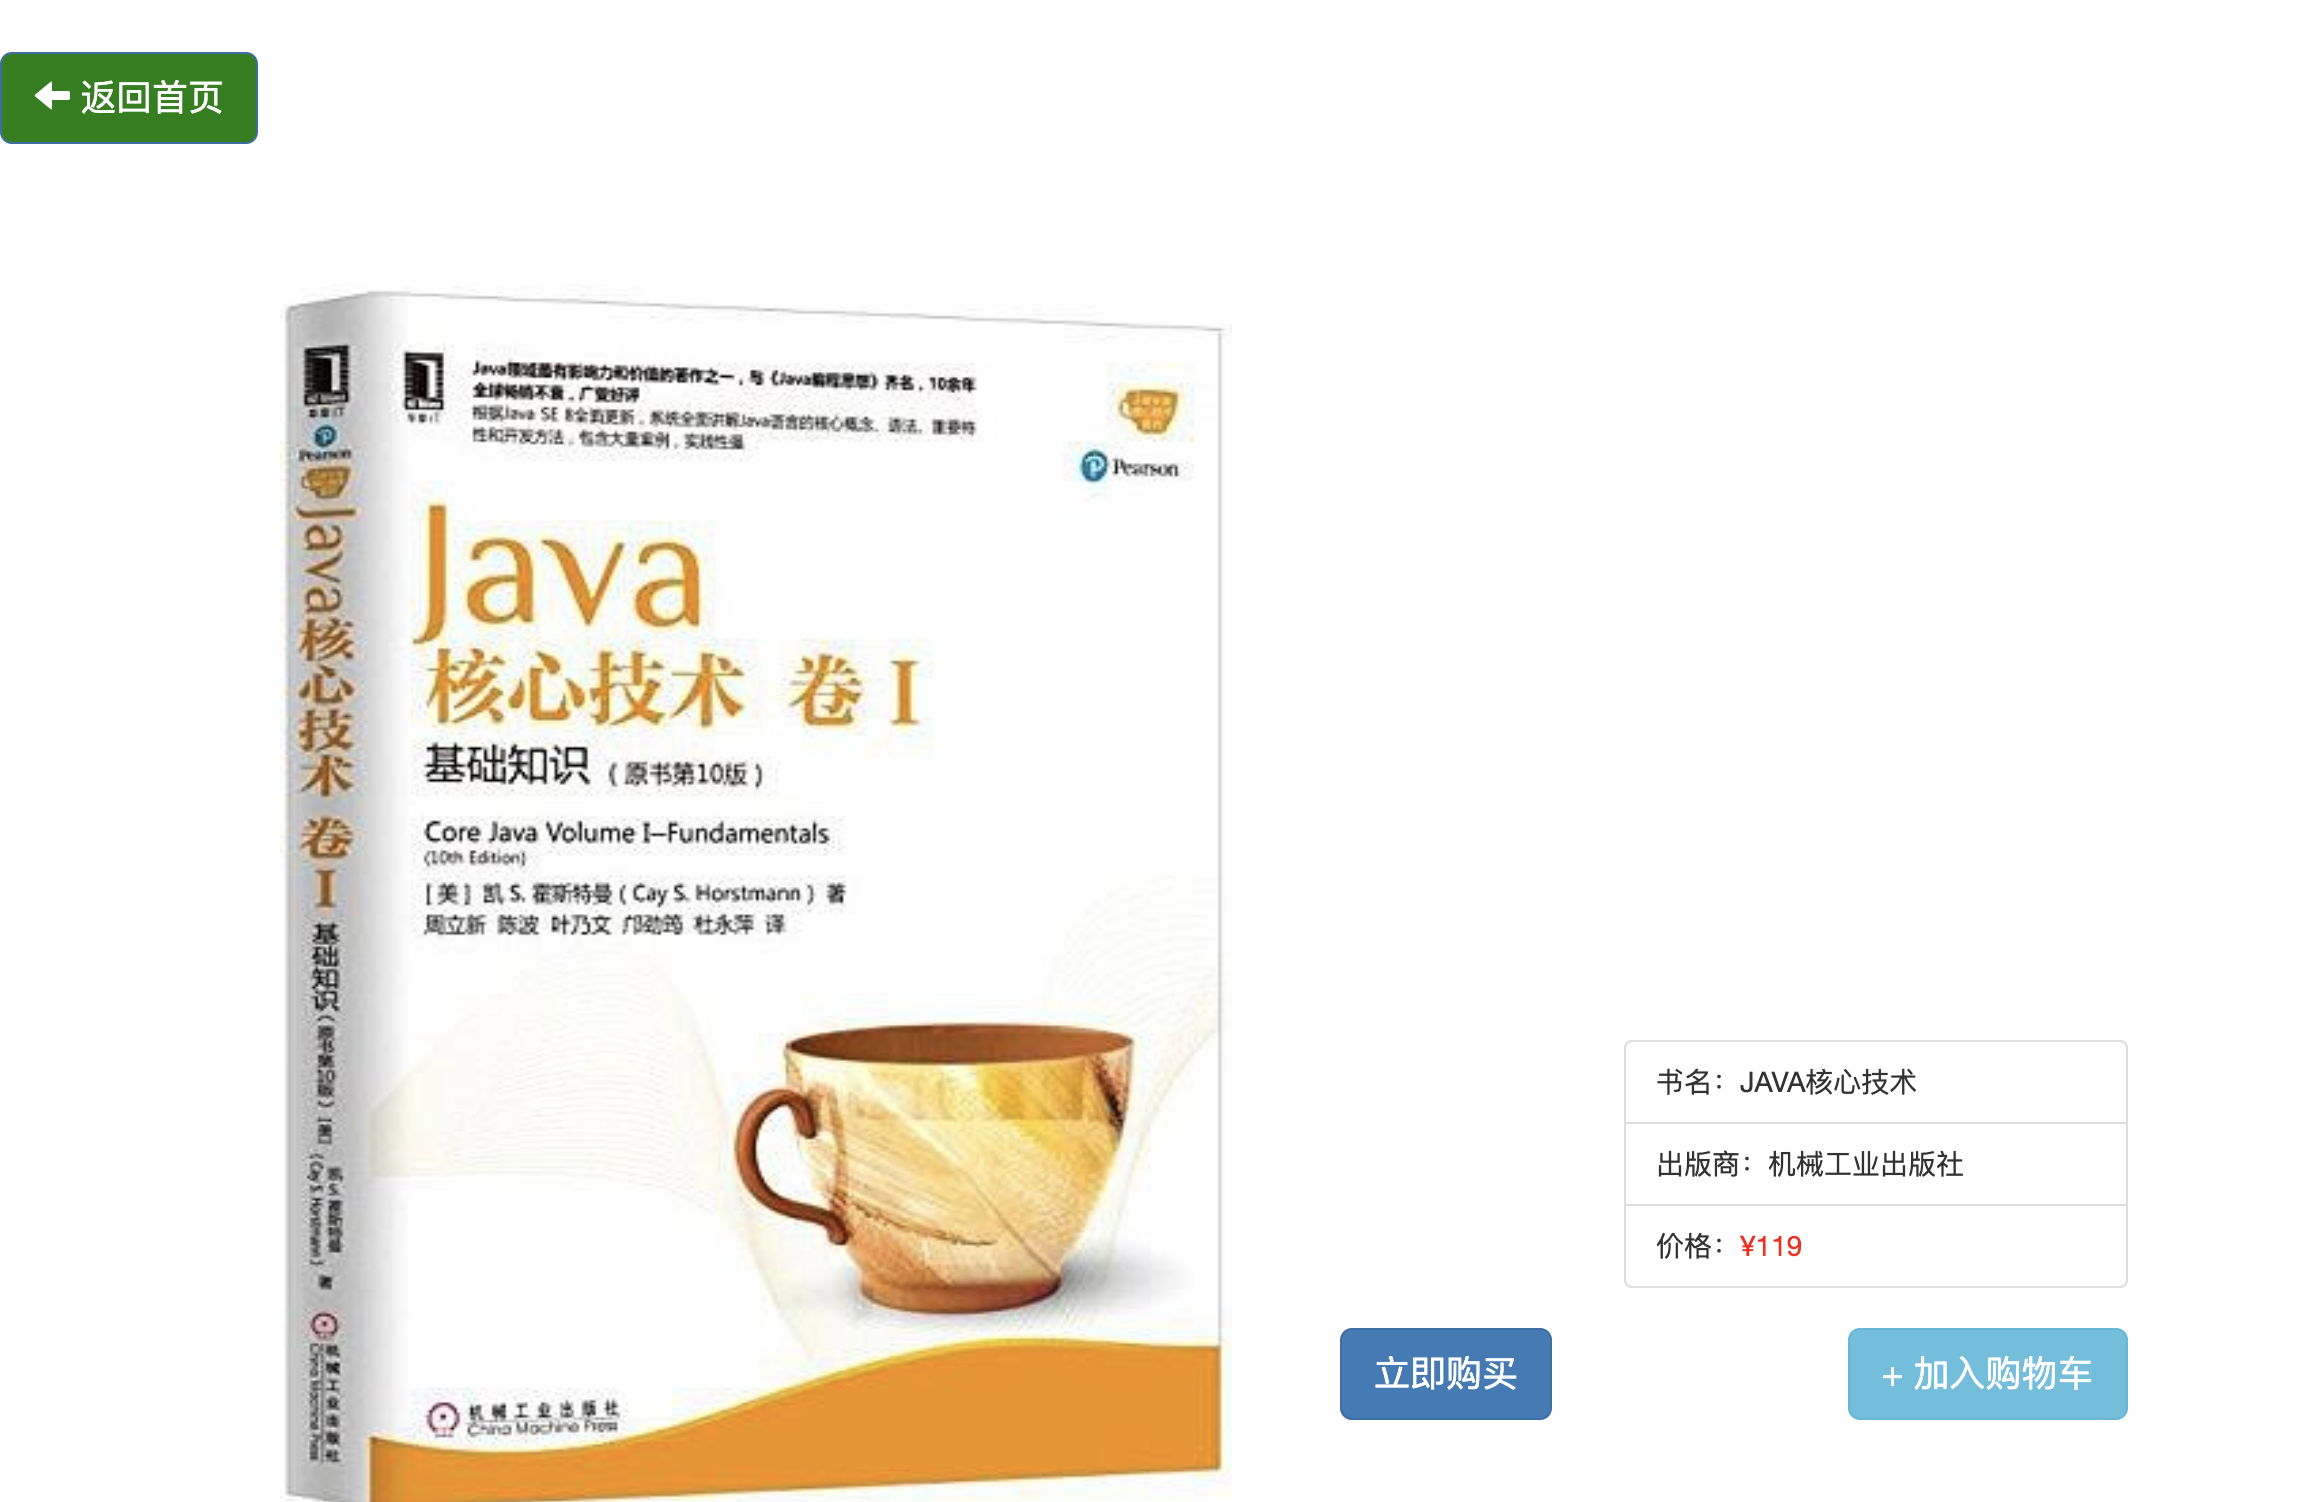 返回首页
Java领域最有影响力和价值的著作之一，与《Java编程思想》齐名，10余年
全球畅销不衰，广受好评
根据Java SE 8全面更新，系统全面讲解Java语言的核心概念、语法、重要特
性和开发方法，包含大量案例，实践性强
Pearson
Java
核心技术 卷 I
基础知识（原书第10版）
Core Java Volume I–Fundamentals
(10th Edition)
[美] 凯 S. 霍斯特曼（Cay S. Horstmann）著
周立新 陈波 叶乃文 邝劲筠 杜永萍 译
机械工业出版社
China Machine Press
Pearson
Java核心技术 卷 I 基础知识（原书第10版）
[美] 凯 S. 霍斯特曼
(Cay S. Horstmann) 著
机械工业出版社
China Machine Press
书名：JAVA核心技术
出版商：机械工业出版社
价格：¥119
立即购买
+ 加入购物车